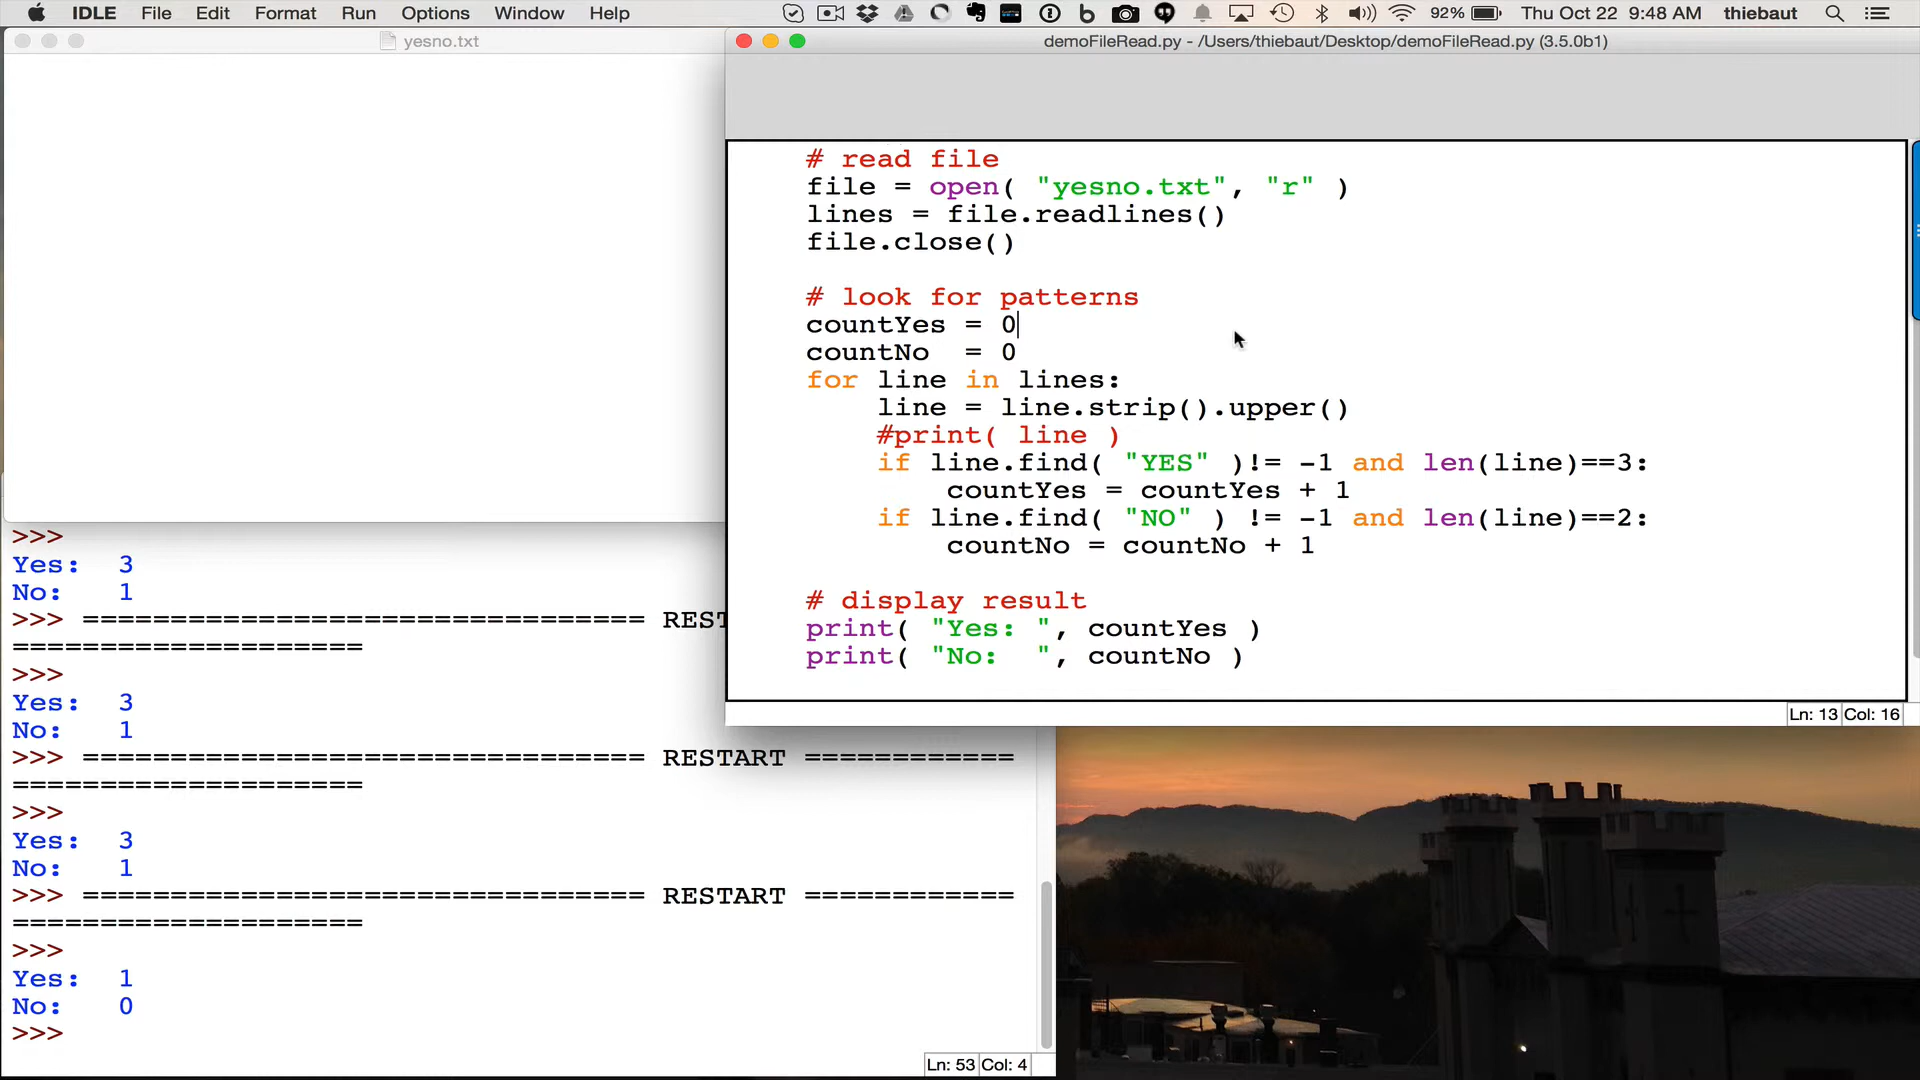 IDLE File Edit Format Run Options Window Help 92% Thu Oct 22 9:48 AM thiebaut
yesno.txt
demoFileRead.py - /Users/thiebaut/Desktop/demoFileRead.py (3.5.0b1)
# read file
file = open( "yesno.txt", "r" )
lines = file.readlines()
file.close()
# look for patterns
countYes = 0
countNo  = 0
for line in lines:
    line = line.strip().upper()
    #print( line )
    if line.find( "YES" )!= -1 and len(line)==3:
        countYes = countYes + 1
    if line.find( "NO" ) != -1 and len(line)==2:
        countNo = countNo + 1
# display result
print( "Yes: ", countYes )
print( "No:  ", countNo )
Ln: 13 Col: 16
>>>
Yes:  3
No:   1
>>> ================================ REST
====================
>>>
Yes:  3
No:   1
>>> ================================ RESTART ============
====================
>>>
Yes:  3
No:   1
>>> ================================ RESTART ============
====================
>>>
Yes:  1
No:   0
>>>
Ln: 53 Col: 4